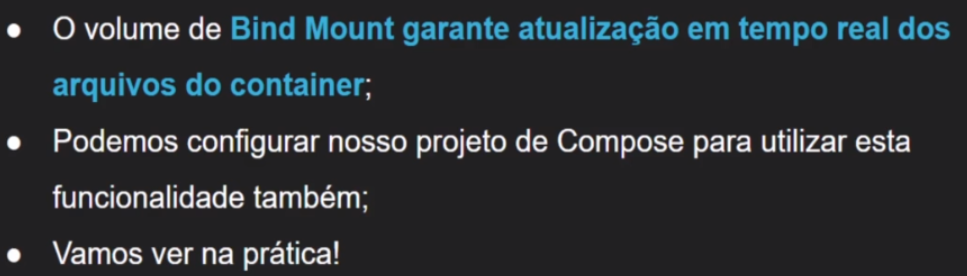 ● O volume de Bind Mount garante atualização em tempo real dos
arquivos do container;
● Podemos configurar nosso projeto de Compose para utilizar esta
funcionalidade também;
● Vamos ver na prática!